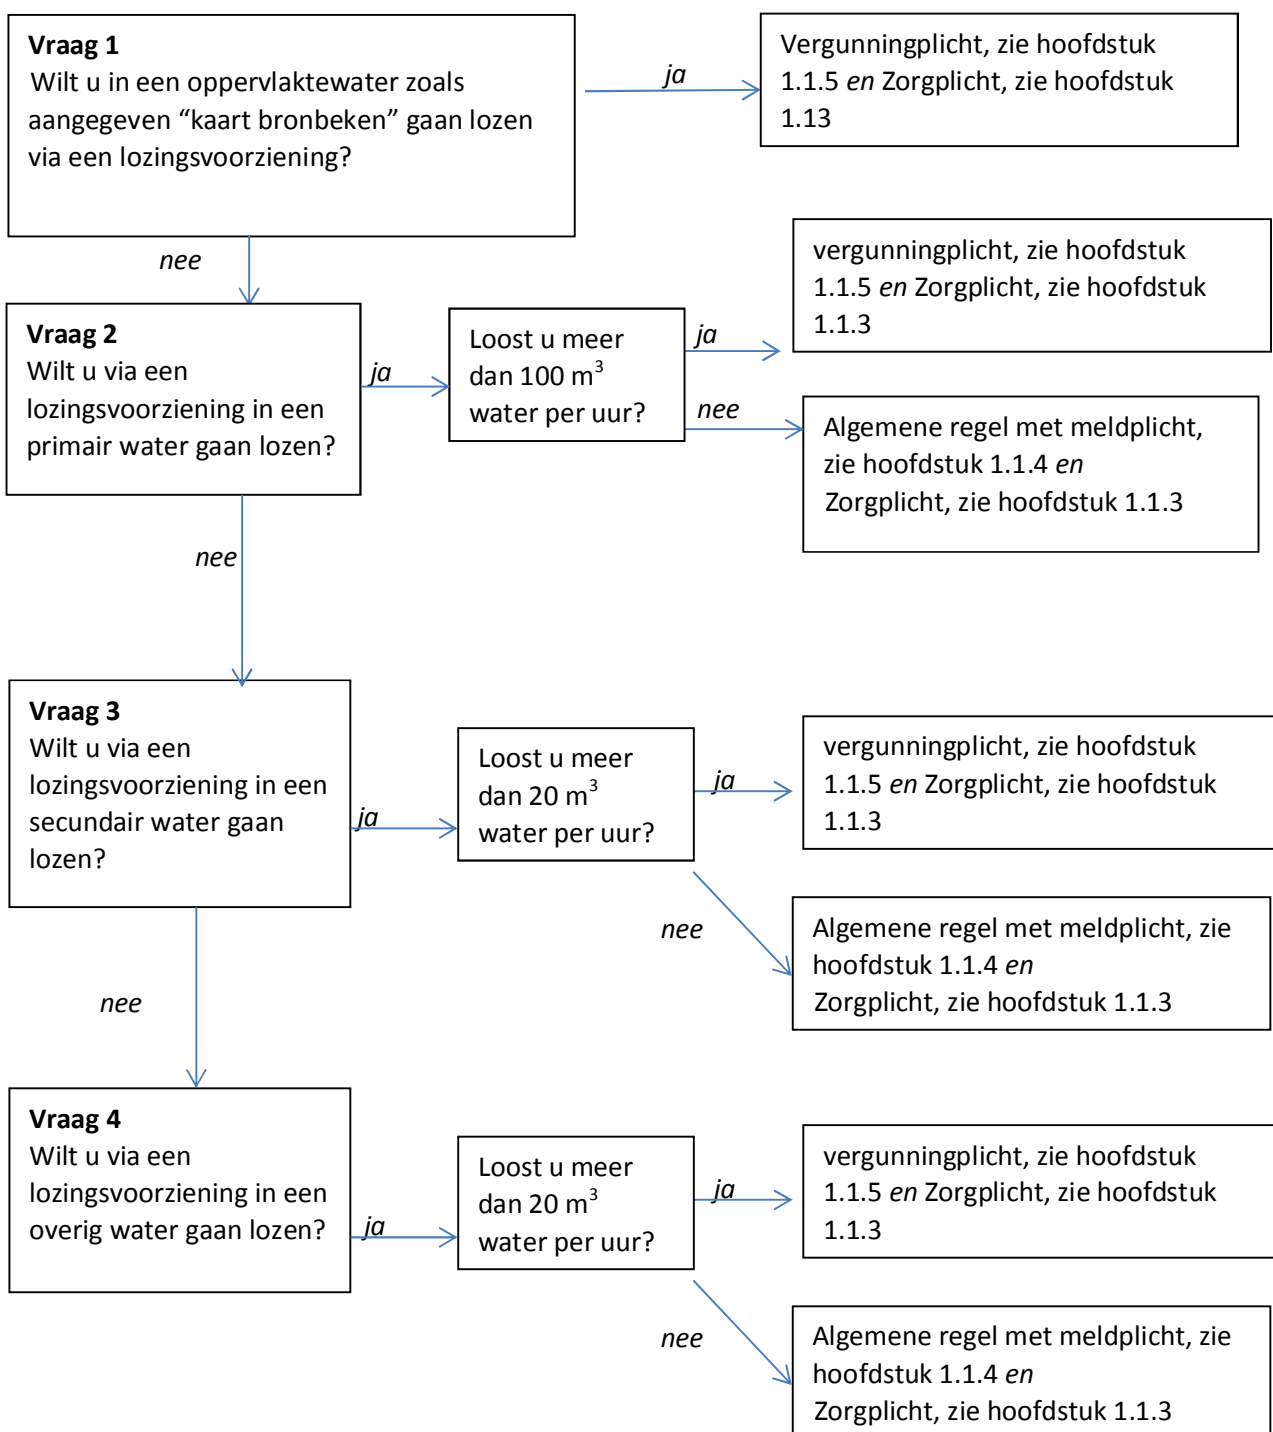 Vraag 1
Wilt u in een oppervlaktewater zoals
aangegeven “kaart bronbeken” gaan lozen
via een lozingsvoorziening?
ja
Vergunningplicht, zie hoofdstuk
1.1.5 en Zorgplicht, zie hoofdstuk
1.13
nee
Vraag 2
Wilt u via een
lozingsvoorziening in een
primair water gaan lozen?
ja
Loost u meer
dan 100 m³
water per uur?
ja
vergunningplicht, zie hoofdstuk
1.1.5 en Zorgplicht, zie hoofdstuk
1.1.3
nee
Algemene regel met meldplicht,
zie hoofdstuk 1.1.4 en
Zorgplicht, zie hoofdstuk 1.1.3
nee
Vraag 3
Wilt u via een
lozingsvoorziening in een
secundair water gaan
lozen?
ja
Loost u meer
dan 20 m³
water per uur?
ja
vergunningplicht, zie hoofdstuk
1.1.5 en Zorgplicht, zie hoofdstuk
1.1.3
nee
Algemene regel met meldplicht, zie
hoofdstuk 1.1.4 en
Zorgplicht, zie hoofdstuk 1.1.3
nee
Vraag 4
Wilt u via een
lozingsvoorziening in een
overig water gaan lozen?
ja
Loost u meer
dan 20 m³
water per uur?
ja
vergunningplicht, zie hoofdstuk
1.1.5 en Zorgplicht, zie hoofdstuk
1.1.3
nee
Algemene regel met meldplicht, zie
hoofdstuk 1.1.4 en
Zorgplicht, zie hoofdstuk 1.1.3